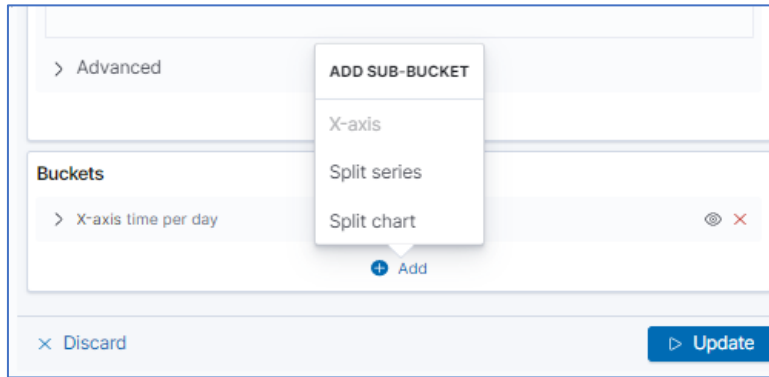 Advanced
ADD SUB-BUCKET
X-axis
Split series
Split chart
Buckets
X-axis time per day
Add
Discard
Update